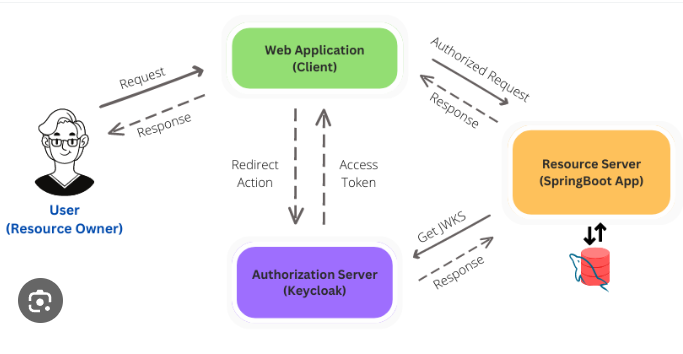 Web Application
(Client)
Request
Response
Authorized Request
Response
Redirect
Action
Access
Token
Resource Server
(SpringBoot App)
User
(Resource Owner)
Get JWKS
Response
Authorization Server
(Keycloak)